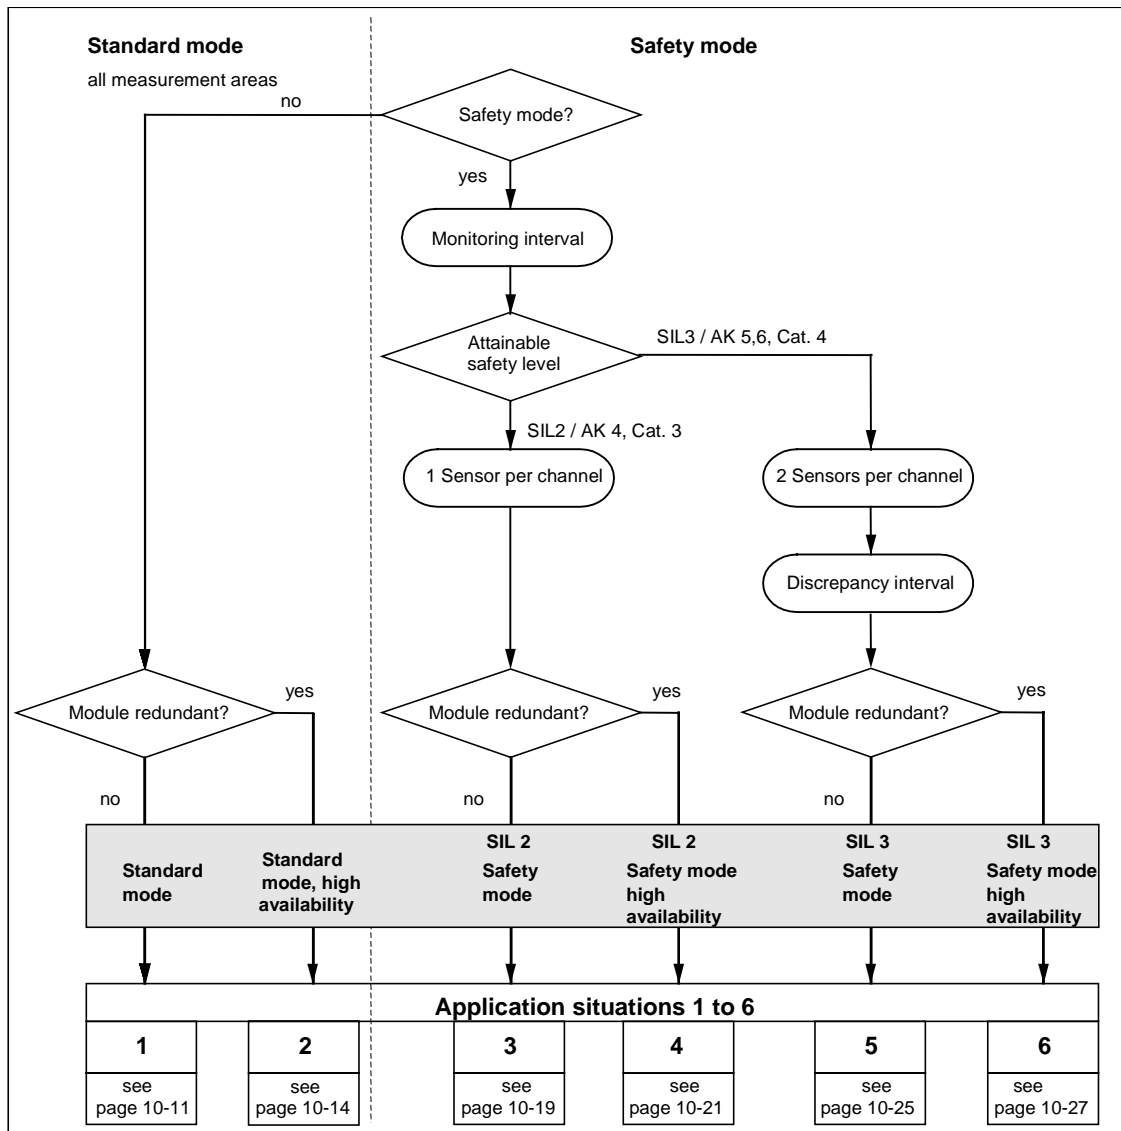 Standard mode
Safety mode
all measurement areas
no
Safety mode?
yes
Monitoring interval
Attainable
safety level
SIL3 / AK 5,6, Cat. 4
SIL2 / AK 4, Cat. 3
1 Sensor per channel
2 Sensors per channel
Discrepancy interval
Module redundant?
yes
Module redundant?
yes
Module redundant?
yes
no
no
no
Standard
mode
Standard
mode, high
availability
SIL 2
Safety
mode
SIL 2
Safety mode
high
availability
SIL 3
Safety
mode
SIL 3
Safety mode
high
availability
Application situations 1 to 6
1
2
3
4
5
6
see
page 10-11
see
page 10-14
see
page 10-19
see
page 10-21
see
page 10-25
see
page 10-27